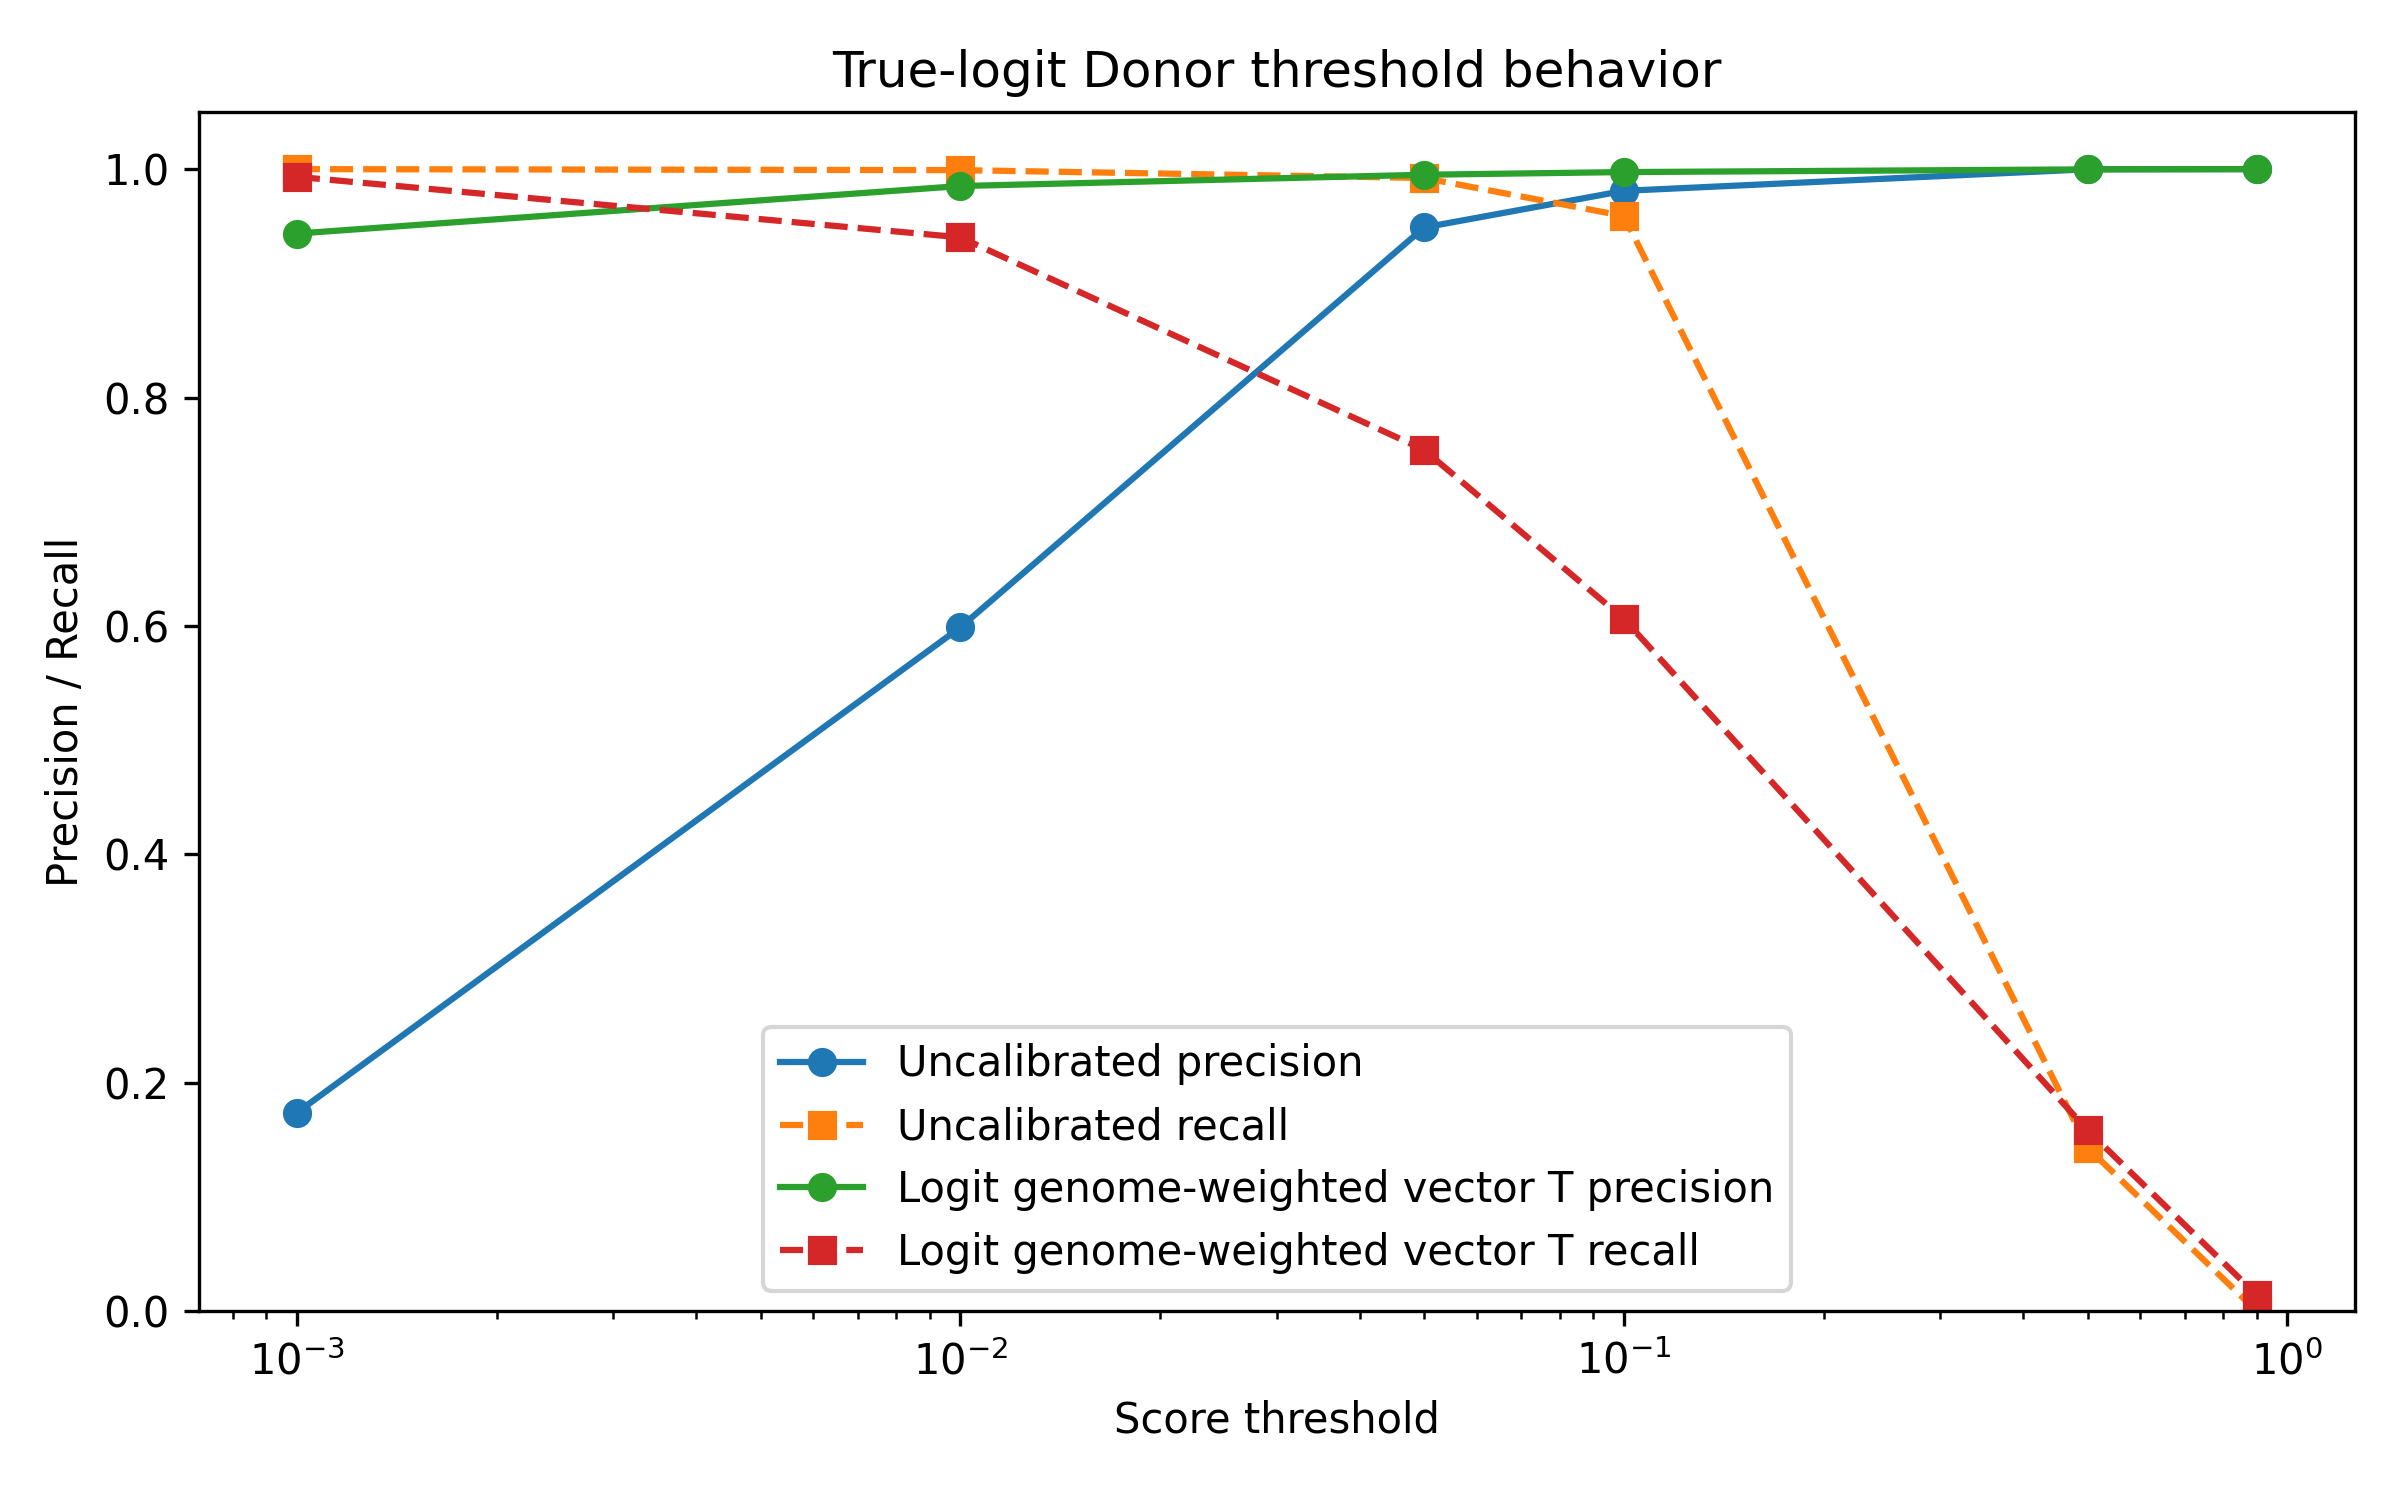 True-logit Donor threshold behavior
1.0
0.8
0.6
0.4
0.2
0.0
Precision / Recall
Uncalibrated precision
Uncalibrated recall
Logit genome-weighted vector T precision
Logit genome-weighted vector T recall
10⁻³ 10⁻² 10⁻¹ 10⁰
Score threshold